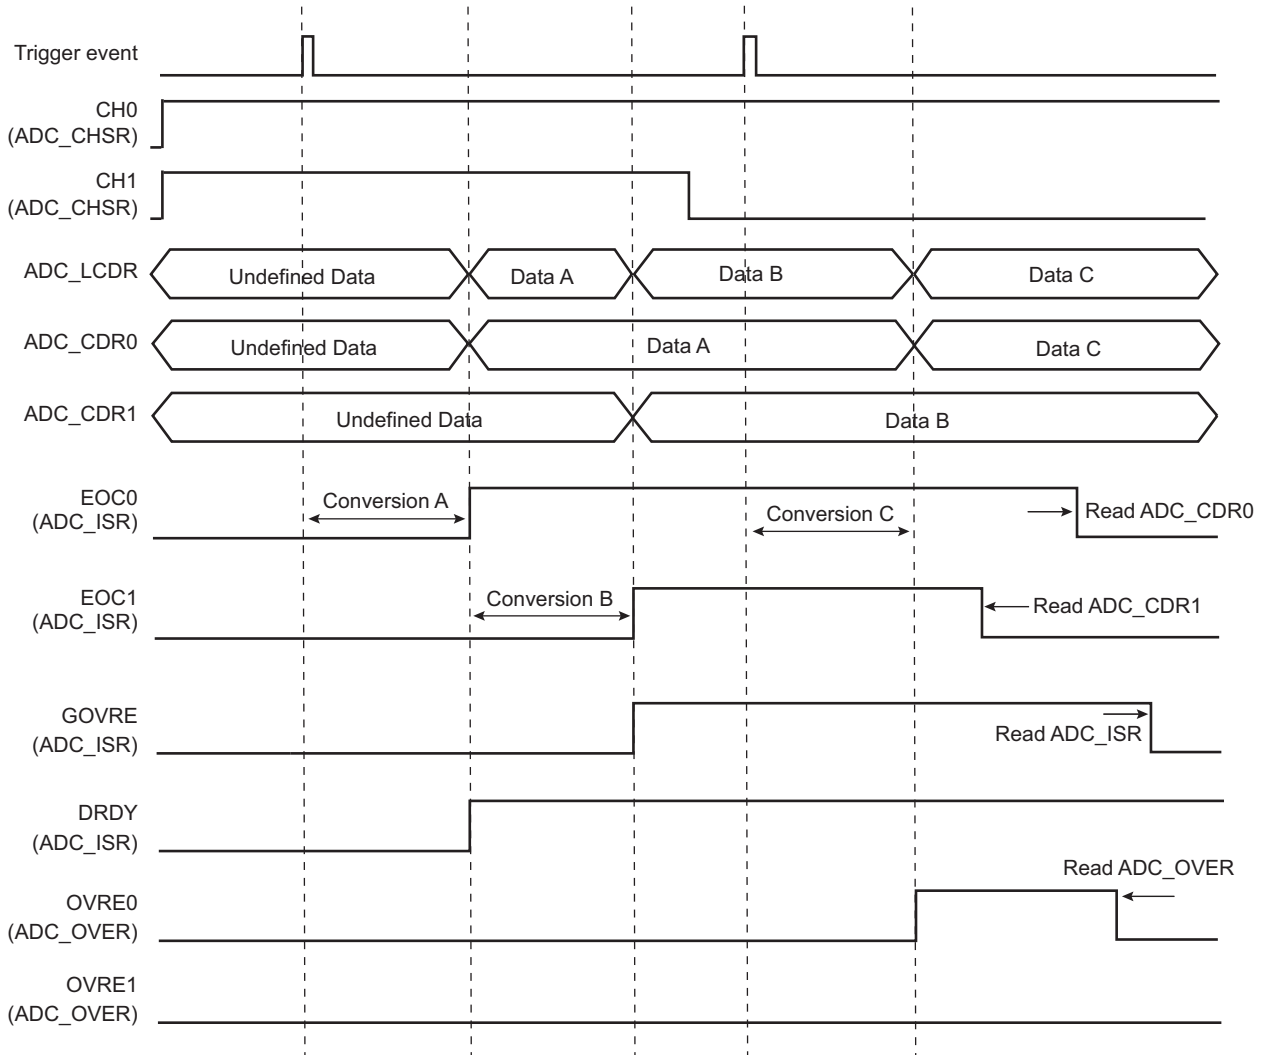 Trigger event
CH0
(ADC_CHSR)
CH1
(ADC_CHSR)
ADC_LCDR
Undefined Data
Data A
Data B
Data C
ADC_CDR0
Undefined Data
Data A
Data C
ADC_CDR1
Undefined Data
Data B
EOC0
(ADC_ISR)
Conversion A
Conversion C
Read ADC_CDR0
EOC1
(ADC_ISR)
Conversion B
Read ADC_CDR1
GOVRE
(ADC_ISR)
Read ADC_ISR
DRDY
(ADC_ISR)
Read ADC_OVER
OVRE0
(ADC_OVER)
OVRE1
(ADC_OVER)